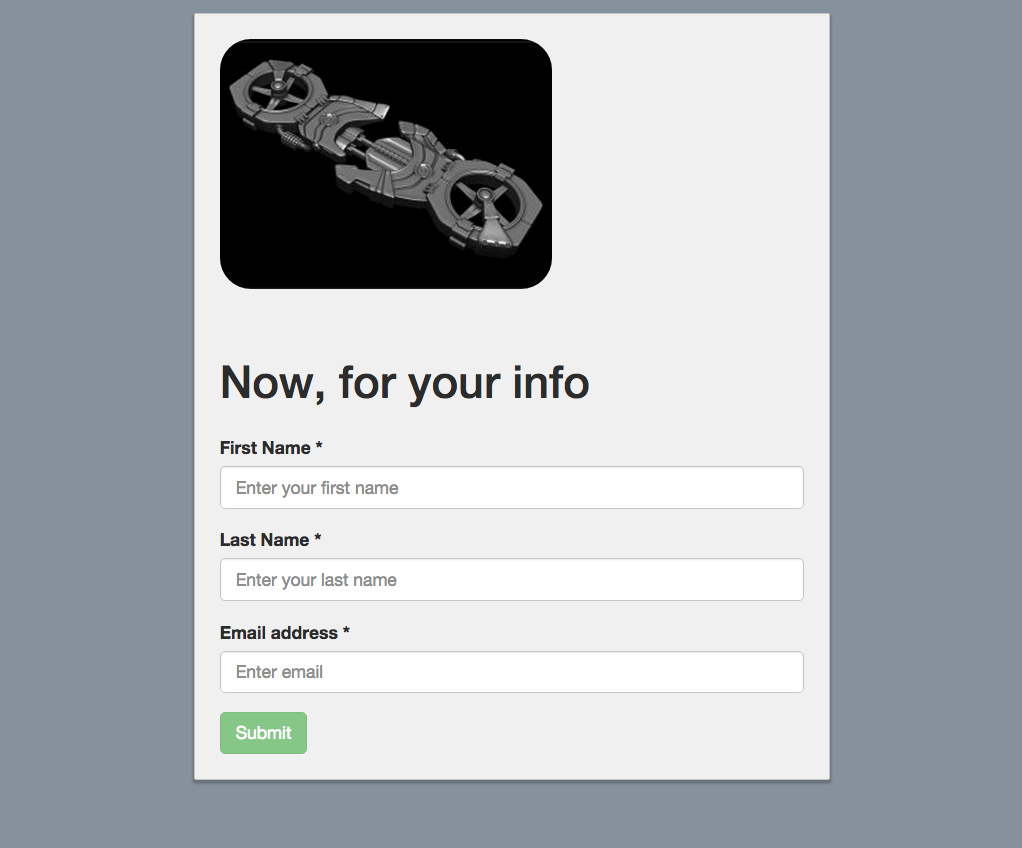 Now, for your info
First Name *
Enter your first name
Last Name *
Enter your last name
Email address *
Enter email
Submit